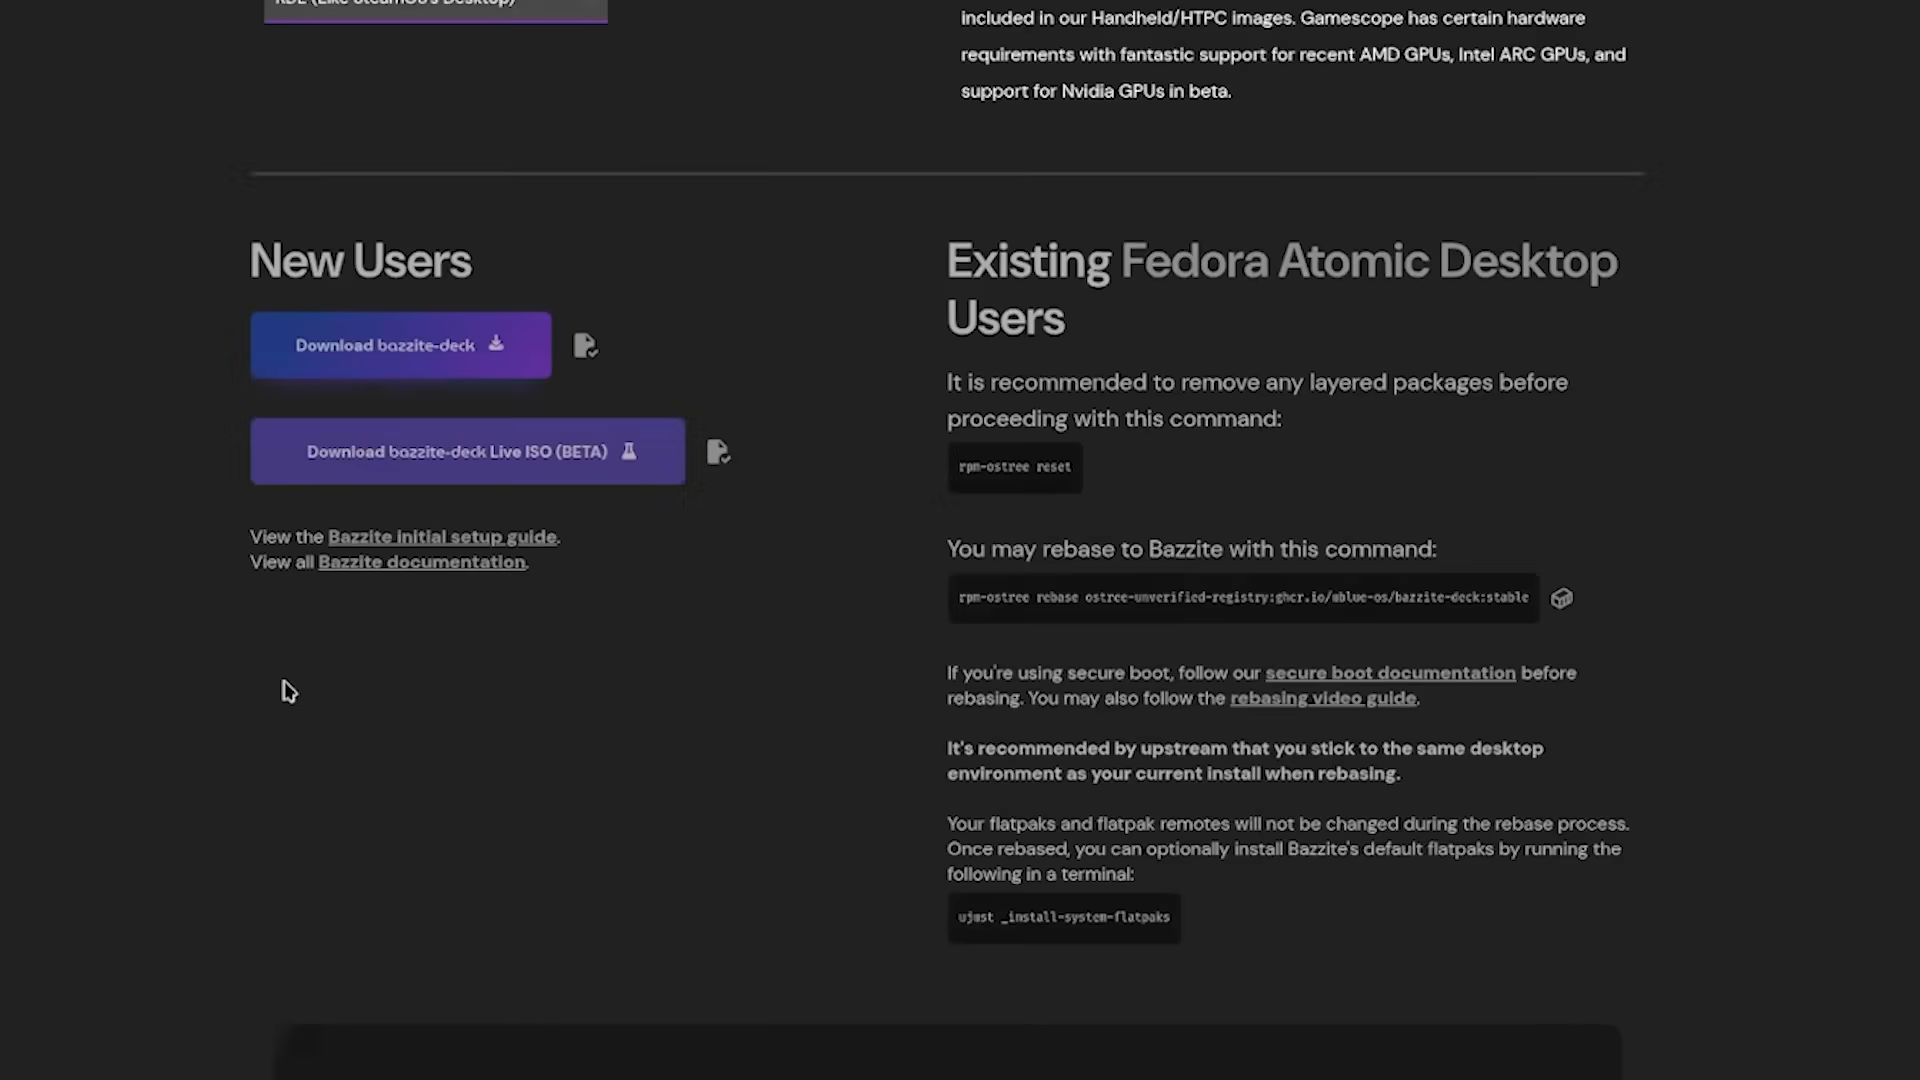 KDE (Like SteamOS's Desktop)
included in our Handheld/HTPC images. Gamescope has certain hardware
requirements with fantastic support for recent AMD GPUs, Intel ARC GPUs, and
support for Nvidia GPUs in beta.
New Users
Download bazzite-deck
Download bazzite-deck Live ISO (BETA)
View the Bazzite initial setup guide.
View all Bazzite documentation.
Existing Fedora Atomic Desktop
Users
It is recommended to remove any layered packages before
proceeding with this command:
rpm-ostree reset
You may rebase to Bazzite with this command:
rpm-ostree rebase ostree-unverified-registry:ghcr.io/ublue-os/bazzite-deck:stable
If you're using secure boot, follow our secure boot documentation before
rebasing. You may also follow the rebasing video guide.
It's recommended by upstream that you stick to the same desktop
environment as your current install when rebasing.
Your flatpaks and flatpak remotes will not be changed during the rebase process.
Once rebased, you can optionally install Bazzite's default flatpaks by running the
following in a terminal:
ujust _install-system-flatpaks